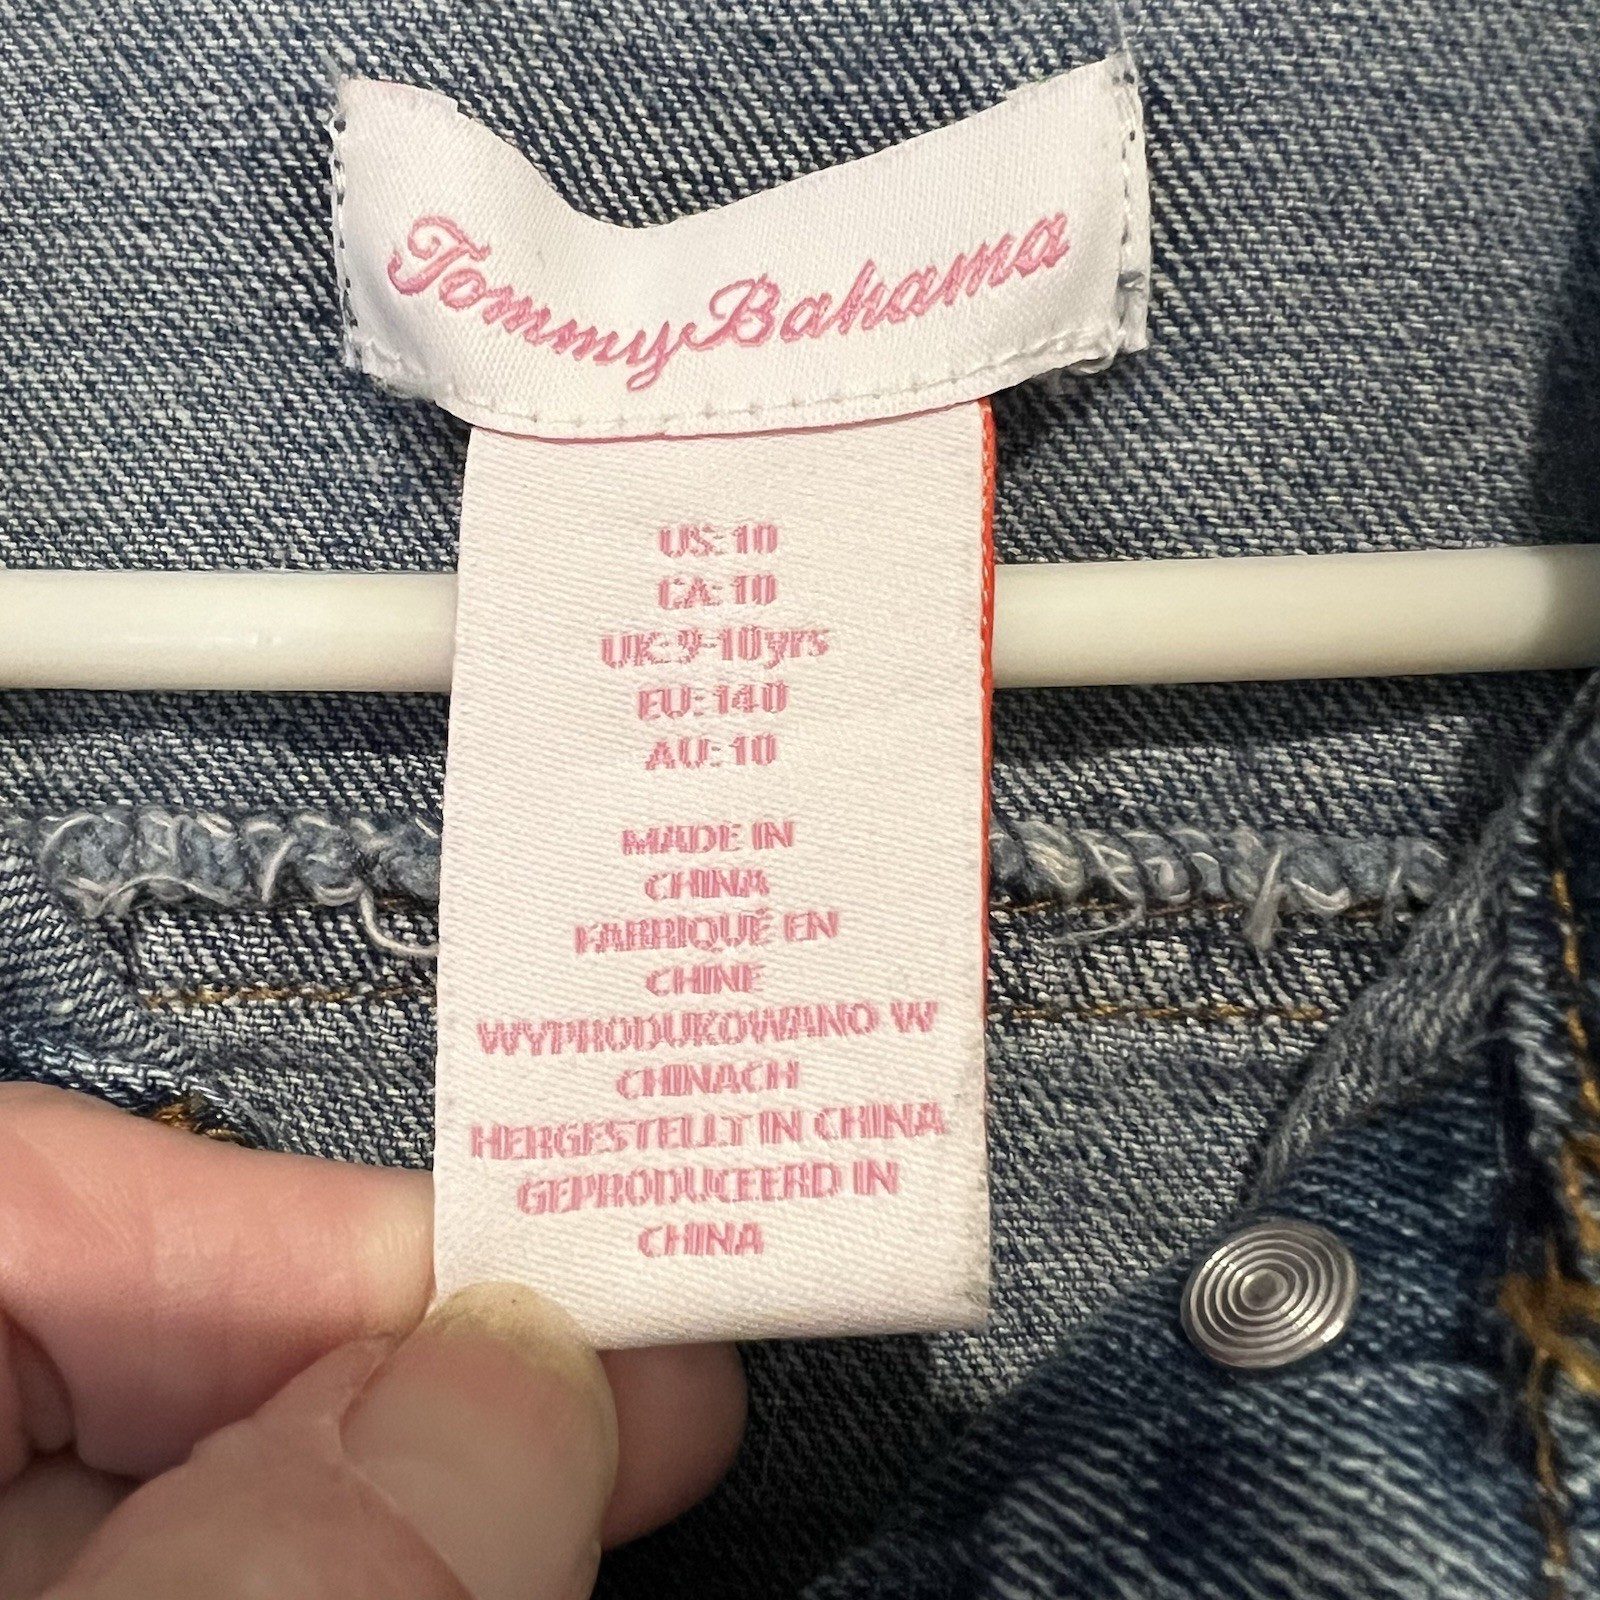 Tommy Bahama
US: 10
CA: 10
UK: 9-10yrs
EU: 140
AU: 10
MADE IN
CHINA
FABRIQUÉ EN
CHINE
WYPRODUKOWANO W
CHINACH
HERGESTELLT IN CHINA
GEPRODUCEERD IN
CHINA